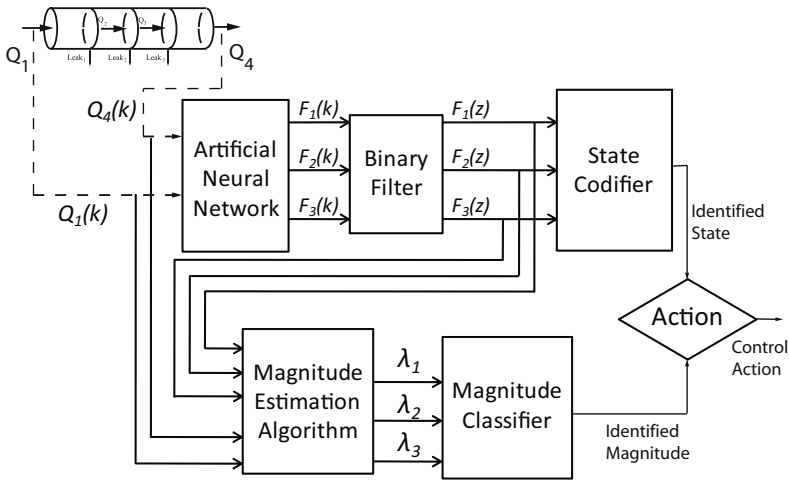 Q2 Q3
Q1
Leak1 Leak2 Leak3
Q4
Q4(k)
Q1(k)
Artificial
Neural
Network
F1(k)
F2(k)
F3(k)
Binary
Filter
F1(z)
F2(z)
F3(z)
State
Codifier
Identified
State
Action
Control
Action
Magnitude
Estimation
Algorithm
λ1
λ2
λ3
Magnitude
Classifier
Identified
Magnitude